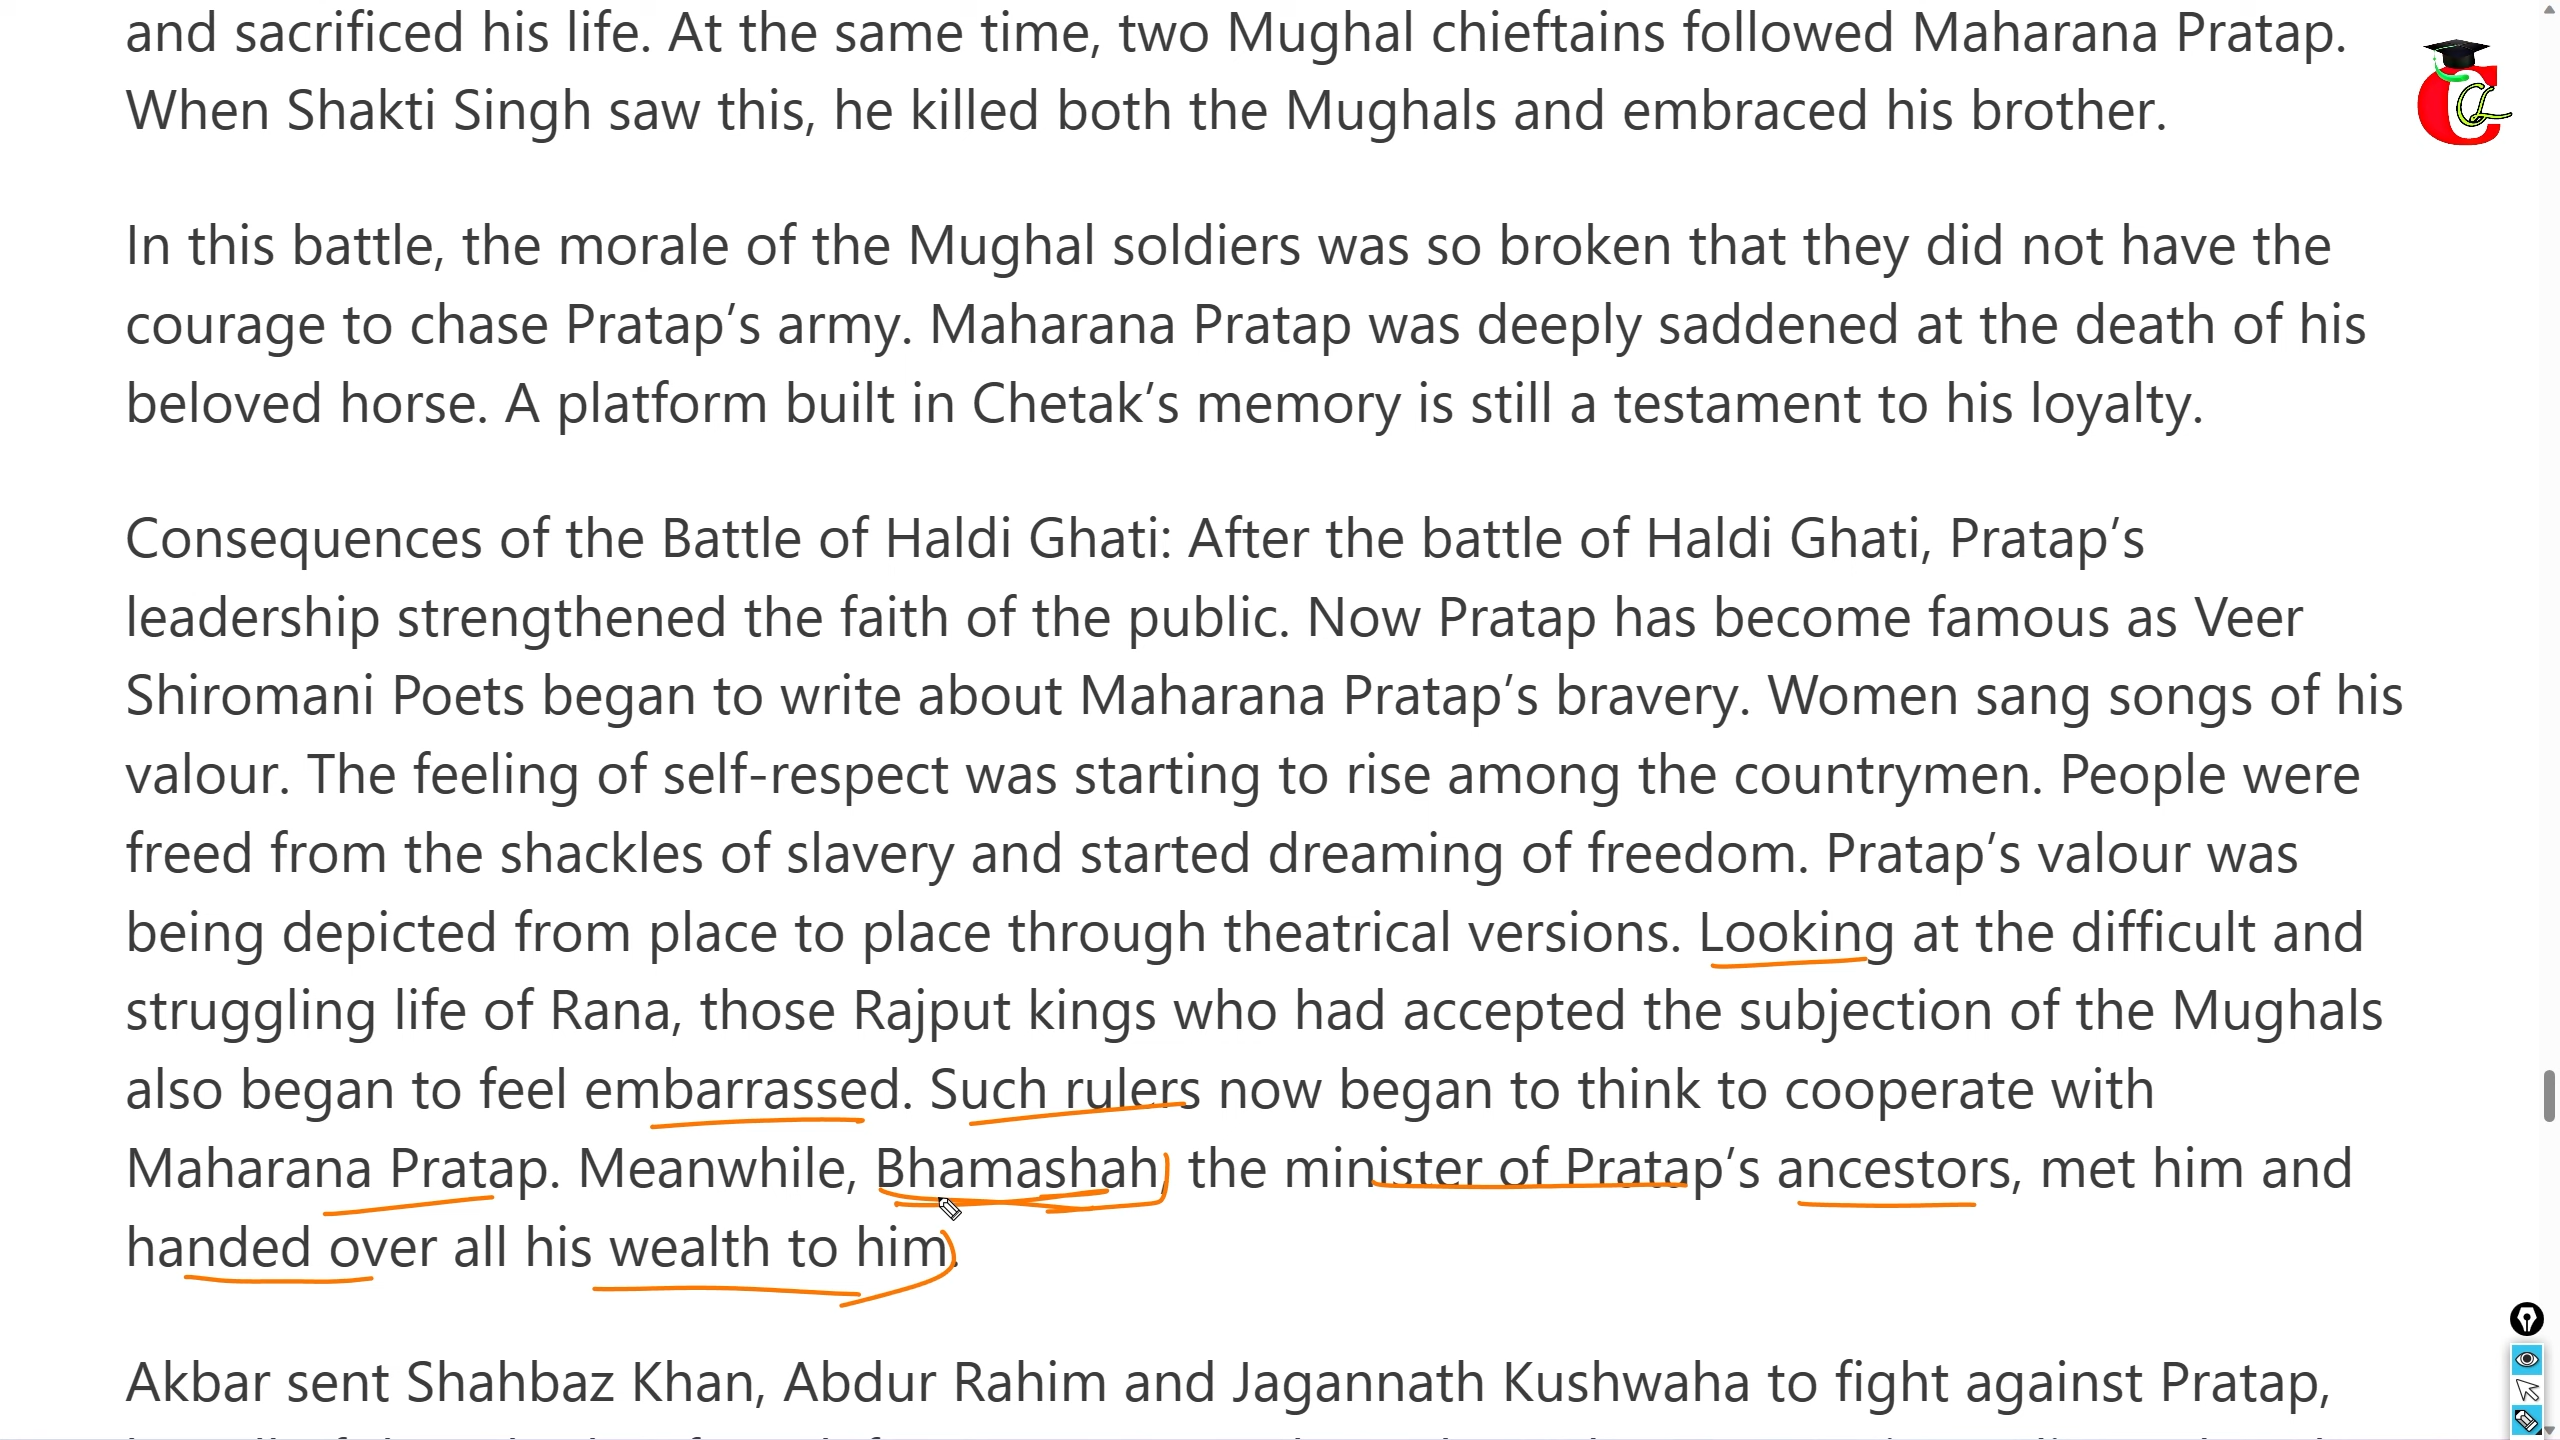 and sacrificed his life. At the same time, two Mughal chieftains followed Maharana Pratap.
When Shakti Singh saw this, he killed both the Mughals and embraced his brother.
In this battle, the morale of the Mughal soldiers was so broken that they did not have the
courage to chase Pratap’s army. Maharana Pratap was deeply saddened at the death of his
beloved horse. A platform built in Chetak’s memory is still a testament to his loyalty.
Consequences of the Battle of Haldi Ghati: After the battle of Haldi Ghati, Pratap’s
leadership strengthened the faith of the public. Now Pratap has become famous as Veer
Shiromani Poets began to write about Maharana Pratap’s bravery. Women sang songs of his
valour. The feeling of self-respect was starting to rise among the countrymen. People were
freed from the shackles of slavery and started dreaming of freedom. Pratap’s valour was
being depicted from place to place through theatrical versions. Looking at the difficult and
struggling life of Rana, those Rajput kings who had accepted the subjection of the Mughals
also began to feel embarrassed. Such rulers now began to think to cooperate with
Maharana Pratap. Meanwhile, Bhamashah, the minister of Pratap’s ancestors, met him and
handed over all his wealth to him.
Akbar sent Shahbaz Khan, Abdur Rahim and Jagannath Kushwaha to fight against Pratap,